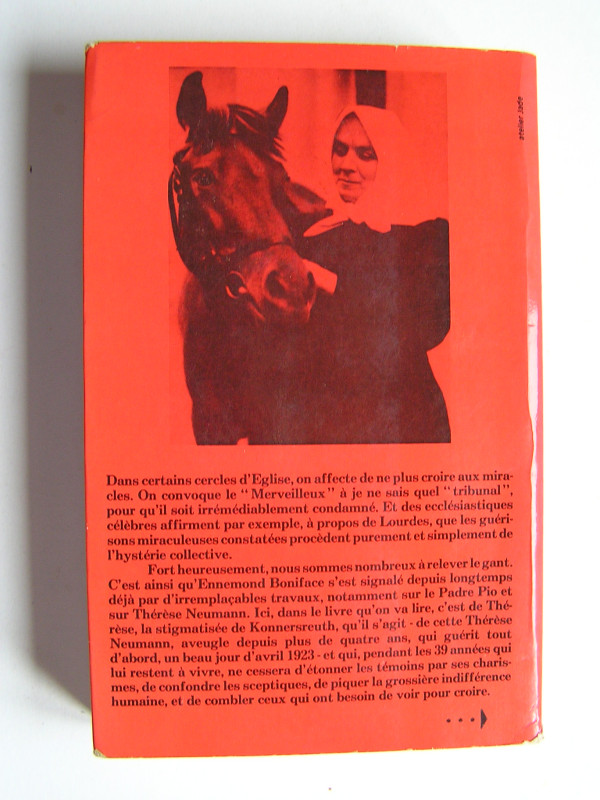 atelier Jade
Dans certains cercles d'Eglise, on affecte de ne plus croire aux mira-
cles. On convoque le "Merveilleux" à je ne sais quel "tribunal",
pour qu'il soit irrémédiablement condamné. Et des ecclésiastiques
célèbres affirment par exemple, à propos de Lourdes, que les guéri-
sons miraculeuses constatées procèdent purement et simplement de
l'hystérie collective.
Fort heureusement, nous sommes nombreux à relever le gant.
C'est ainsi qu'Ennemond Boniface s'est signalé depuis longtemps
déjà par d'irremplaçables travaux, notamment sur le Padre Pio et
sur Thérèse Neumann. Ici, dans le livre qu'on va lire, c'est de Thé-
rèse, la stigmatisée de Konnersreuth, qu'il s'agit - de cette Thérèse
Neumann, aveugle depuis plus de quatre ans, qui guérit tout
d'abord, un beau jour d'avril 1923 - et qui, pendant les 39 années qui
lui restent à vivre, ne cessera d'étonner les témoins par ses charis-
mes, de confondre les sceptiques, de piquer la grossière indifférence
humaine, et de combler ceux qui ont besoin de voir pour croire.